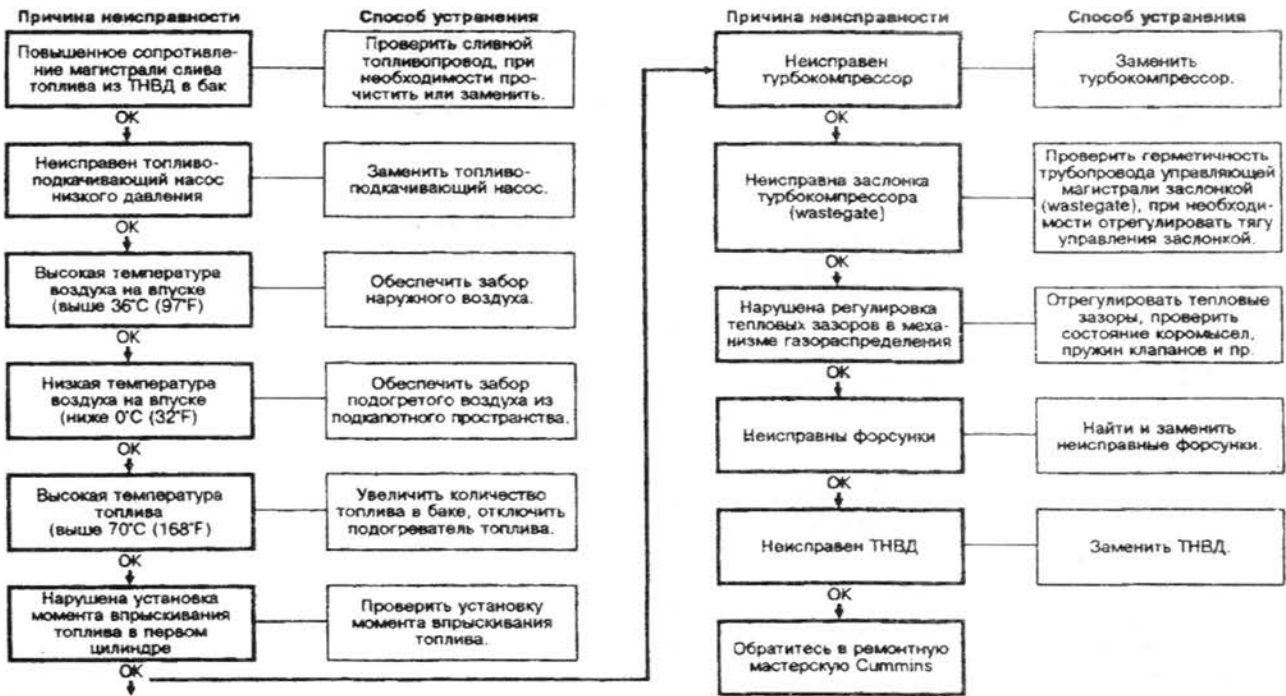 Причина неисправности
Способ устранения
Повышенное сопротивле-
ние магистрали слива
топлива из ТНВД в бак
Проверить сливной
топливопровод, при
необходимости про-
чистить или заменить.
OK
Неисправен топливо-
подкачивающий насос
низкого давления
Заменить топливо-
подкачивающий насос.
OK
Высокая температура
воздуха на впуске
(выше 36°C (97°F)
Обеспечить забор
наружного воздуха.
OK
Низкая температура
воздуха на впуске
(ниже 0°C (32°F)
Обеспечить забор
подогретого воздуха из
подкапотного пространства.
OK
Высокая температура
топлива
(выше 70°C (168°F)
Увеличить количество
топлива в баке, отключить
подогреватель топлива.
OK
Нарушена установка
момента впрыскивания
топлива в первом
цилиндре
Проверить установку
момента впрыскивания
топлива.
OK
Причина неисправности
Способ устранения
Неисправен
турбокомпрессор
Заменить
турбокомпрессор.
OK
Неисправна заслонка
турбокомпрессора
(wastegate)
Проверить герметичность
трубопровода управляющей
магистрали заслонкой
(wastegate), при необходи-
мости отрегулировать тягу
управления заслонкой.
OK
Нарушена регулировка
тепловых зазоров в меха-
низме газораспределения
Отрегулировать тепловые
зазоры, проверить
состояние коромысел,
пружин клапанов и пр.
OK
Неисправны форсунки
Найти и заменить
неисправные форсунки.
OK
Неисправен ТНВД
Заменить ТНВД.
OK
Обратитесь в ремонтную
мастерскую Cummins